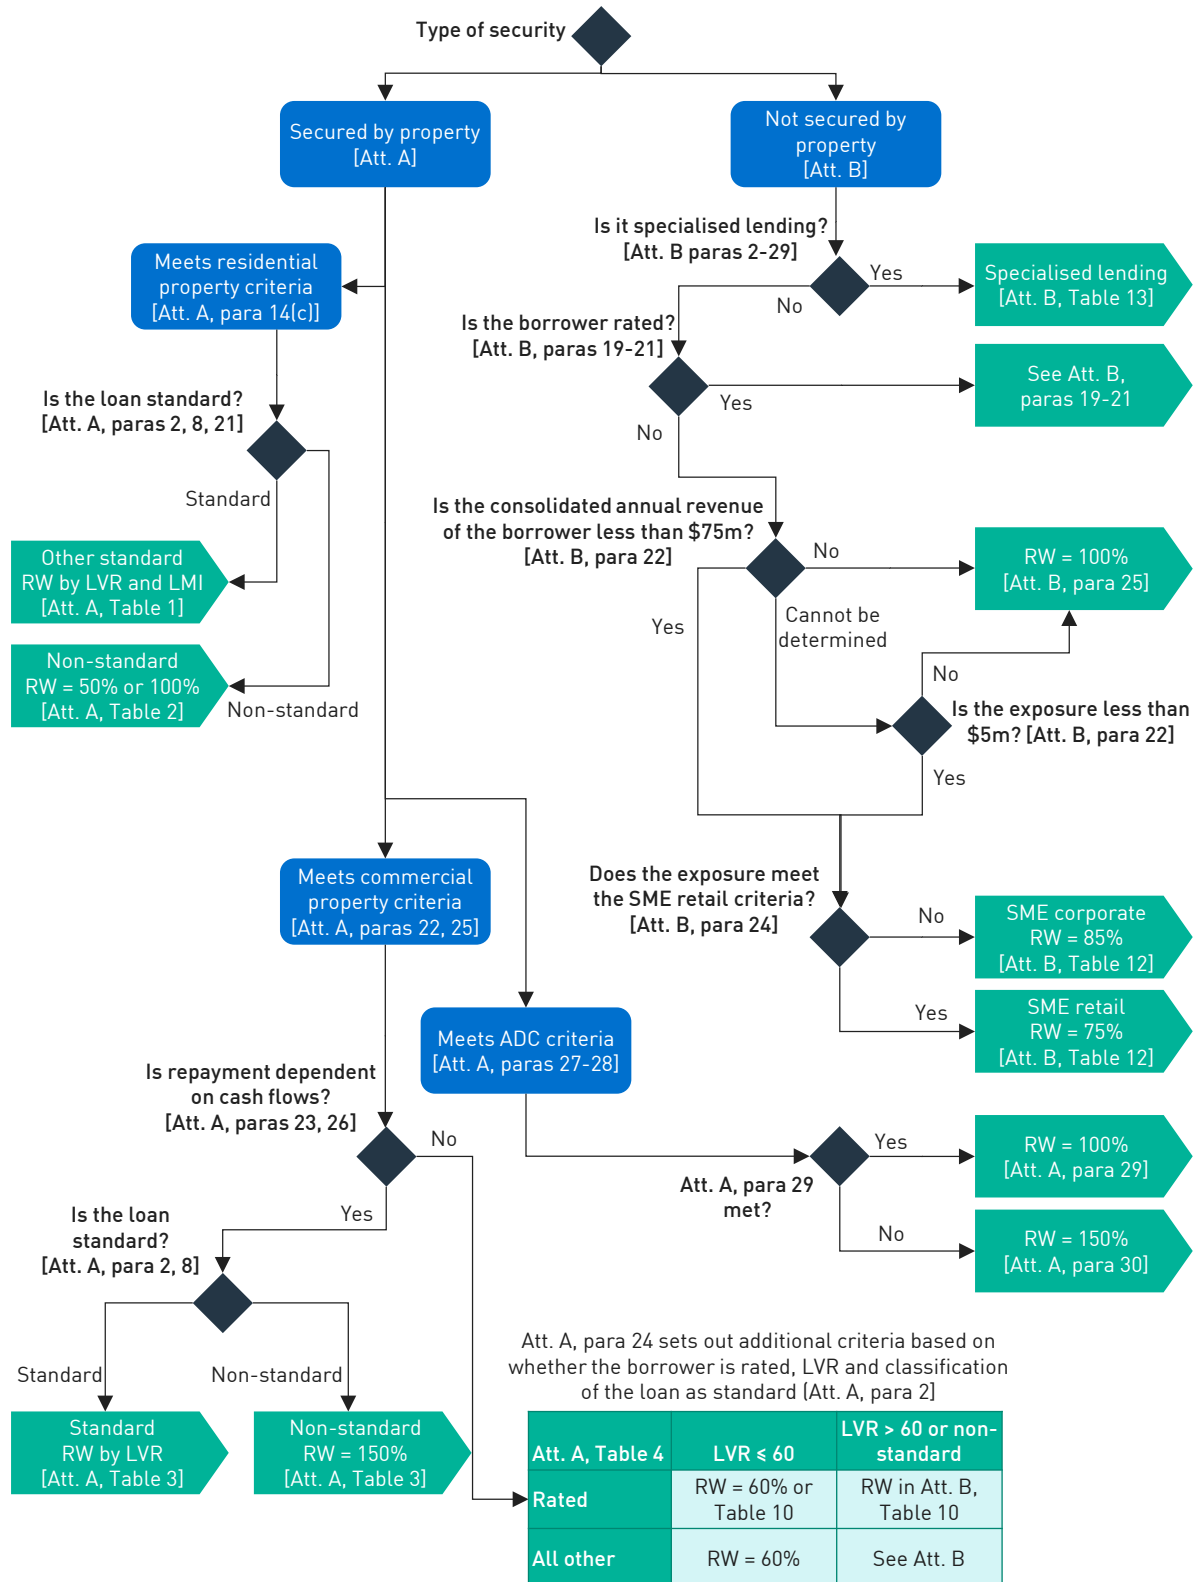 Type of security
Secured by property
[Att. A]
Not secured by
property
[Att. B]
Is it specialised lending?
[Att. B paras 2-29]
Yes
No
Specialised lending
[Att. B, Table 13]
Meets residential
property criteria
[Att. A, para 14(c)]
Is the borrower rated?
[Att. B, paras 19-21]
Yes
No
See Att. B,
paras 19-21
Is the loan standard?
[Att. A, paras 2, 8, 21]
Standard
Non-standard
Other standard
RW by LVR and LMI
[Att. A, Table 1]
Non-standard
RW = 50% or 100%
[Att. A, Table 2]
Is the consolidated annual revenue
of the borrower less than $75m?
[Att. B, para 22]
No
Yes
Cannot be
determined
RW = 100%
[Att. B, para 25]
No
Is the exposure less than
$5m? [Att. B, para 22]
Yes
Meets commercial
property criteria
[Att. A, paras 22, 25]
Does the exposure meet
the SME retail criteria?
[Att. B, para 24]
No
Yes
SME corporate
RW = 85%
[Att. B, Table 12]
SME retail
RW = 75%
[Att. B, Table 12]
Meets ADC criteria
[Att. A, paras 27-28]
Is repayment dependent
on cash flows?
[Att. A, paras 23, 26]
No
Yes
Att. A, para 29
met?
Yes
No
RW = 100%
[Att. A, para 29]
RW = 150%
[Att. A, para 30]
Is the loan
standard?
[Att. A, para 2, 8]
Standard
Non-standard
Standard
RW by LVR
[Att. A, Table 3]
Non-standard
RW = 150%
[Att. A, Table 3]
Att. A, para 24 sets out additional criteria based on
whether the borrower is rated, LVR and classification
of the loan as standard (Att. A, para 2]
Att. A, Table 4
LVR ≤ 60
LVR > 60 or non-
standard
Rated
RW = 60% or
Table 10
RW in Att. B,
Table 10
All other
RW = 60%
See Att. B